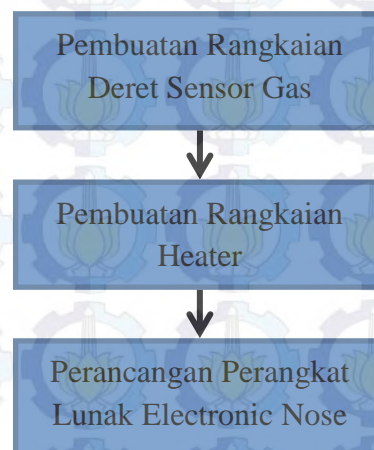 Pembuatan Rangkaian
Deret Sensor Gas
Pembuatan Rangkaian
Heater
Perancangan Perangkat
Lunak Electronic Nose